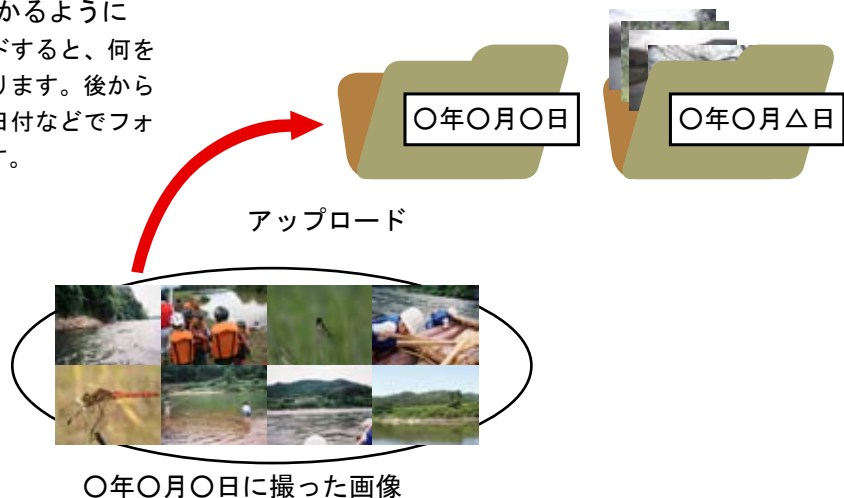 かるように
ドすると、何を
ります。後から
日付などでフォ
す。
〇年〇月〇日
〇年〇月△日
アップロード
〇年〇月〇日に撮った画像